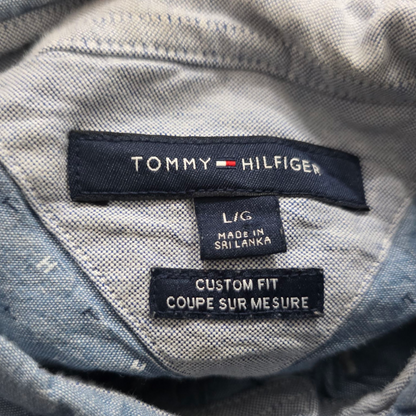 TOMMY HILFIGER
L/G
MADE IN
SRI LANKA
CUSTOM FIT
COUPE SUR MESURE